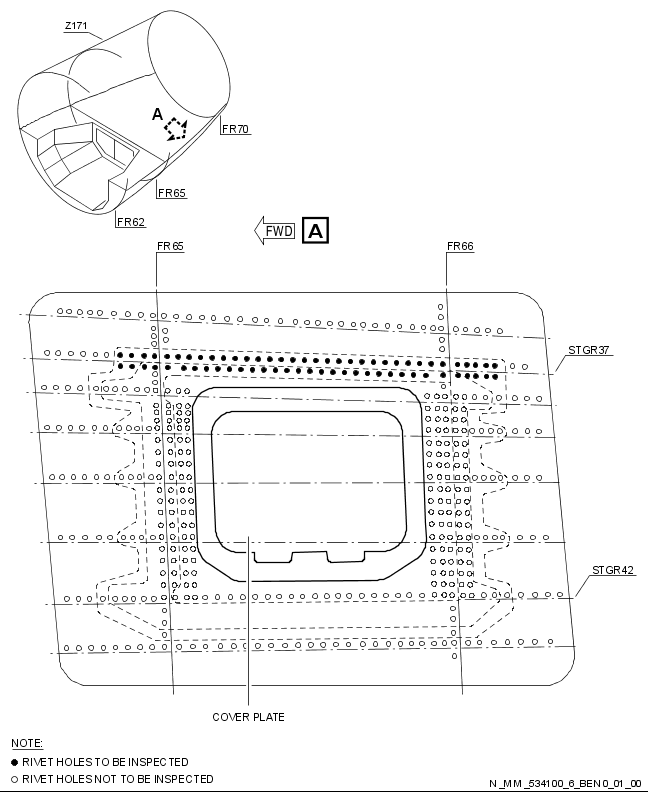 Z171
A
FR70
FR65
FR62
FWD A
FR65
FR66
STGR37
STGR42
COVER PLATE
NOTE:
RIVET HOLES TO BE INSPECTED
RIVET HOLES NOT TO BE INSPECTED
N_MM_534100_6_BEN0_01_00